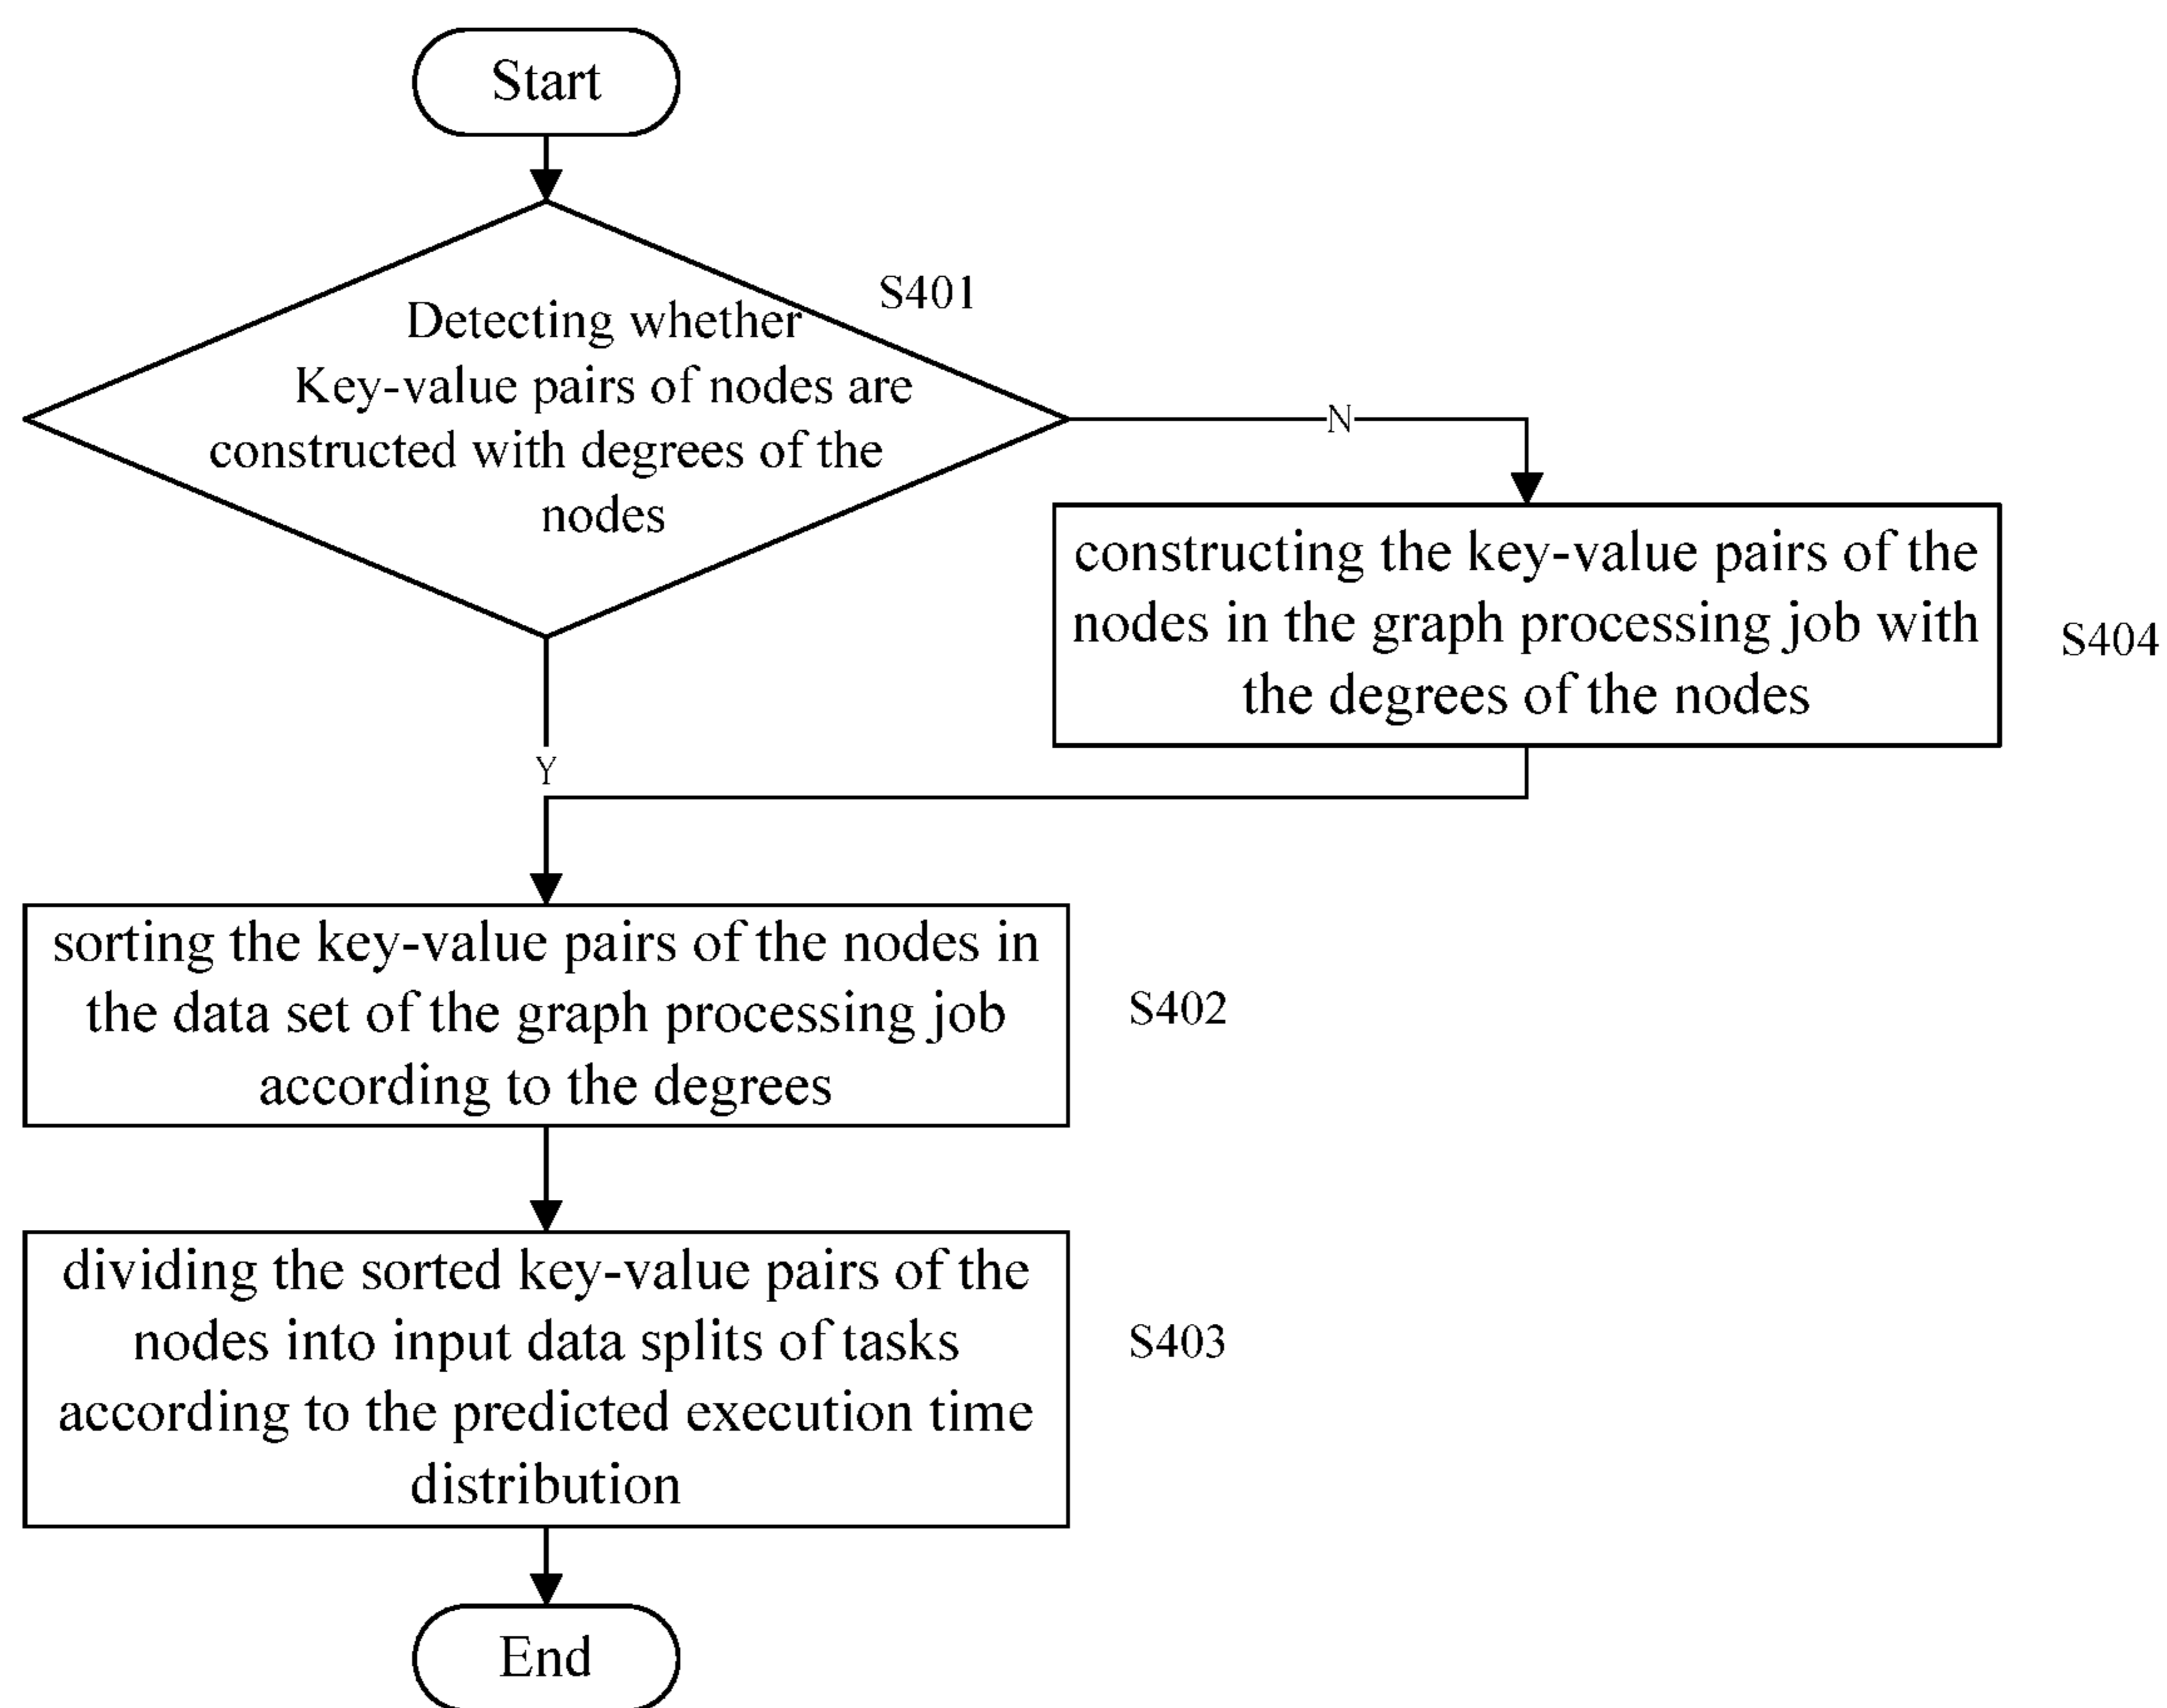 Start
S401
Detecting whether
Key-value pairs of nodes are
constructed with degrees of the
nodes
N
constructing the key-value pairs of the
nodes in the graph processing job with
the degrees of the nodes
S404
Y
sorting the key-value pairs of the nodes in
the data set of the graph processing job
according to the degrees
S402
dividing the sorted key-value pairs of the
nodes into input data splits of tasks
according to the predicted execution time
distribution
S403
End